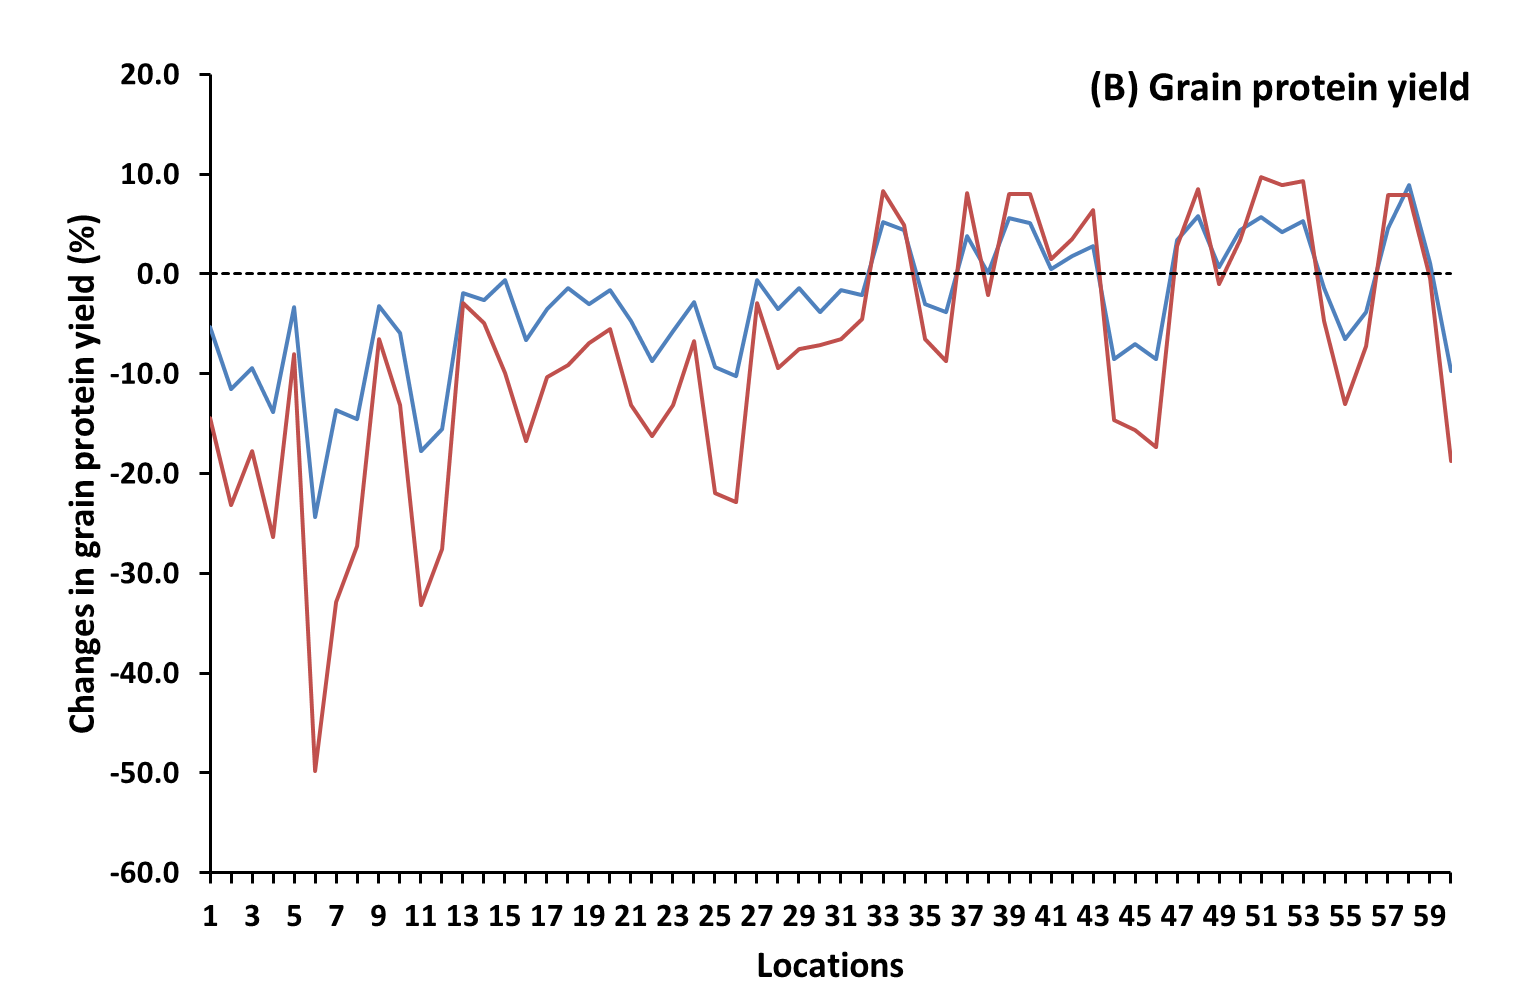 (B) Grain protein yield
Changes in grain protein yield (%)
20.0
10.0
0.0
-10.0
-20.0
-30.0
-40.0
-50.0
-60.0
1 3 5 7 9 11 13 15 17 19 21 23 25 27 29 31 33 35 37 39 41 43 45 47 49 51 53 55 57 59
Locations